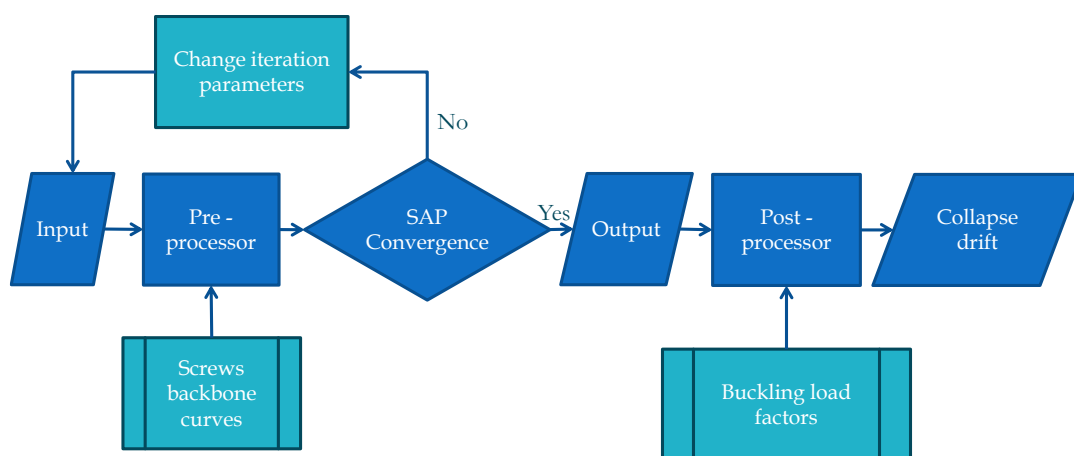 Change iteration
parameters
No
Input
Pre -
processor
SAP
Convergence
Yes
Output
Post -
processor
Collapse
drift
Screws
backbone
curves
Buckling load
factors